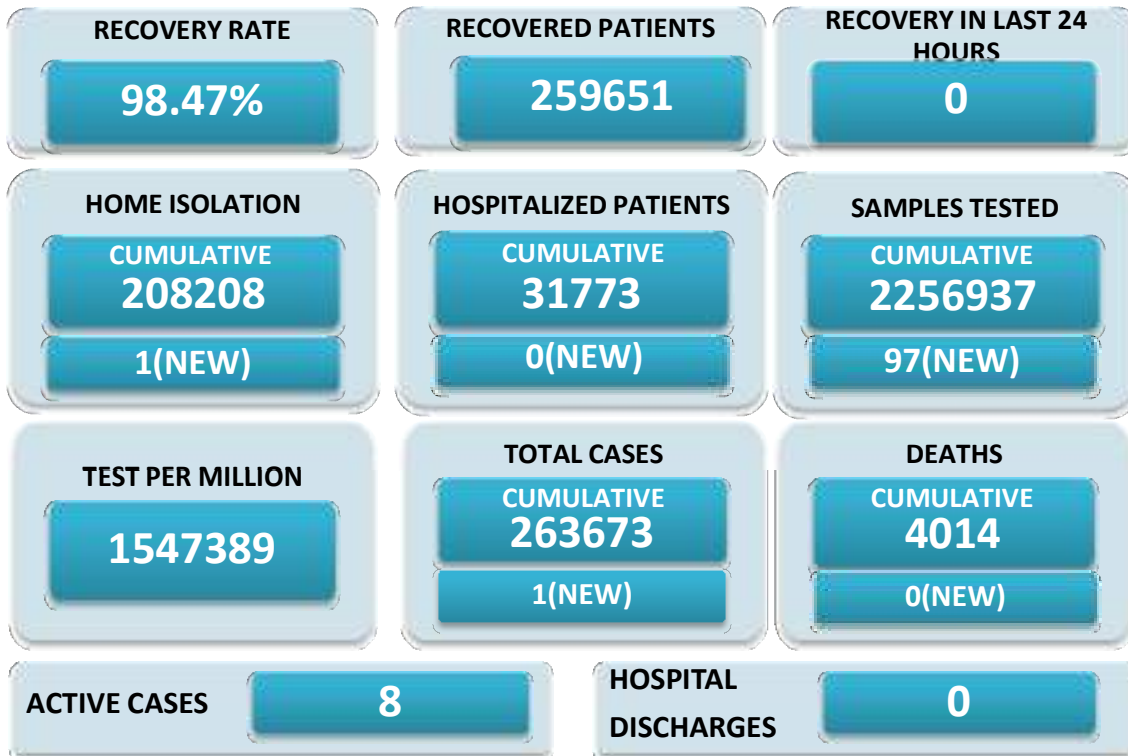 RECOVERY RATE
98.47%
RECOVERED PATIENTS
259651
RECOVERY IN LAST 24
HOURS
0
HOME ISOLATION
CUMULATIVE
208208
1(NEW)
HOSPITALIZED PATIENTS
CUMULATIVE
31773
0(NEW)
SAMPLES TESTED
CUMULATIVE
2256937
97(NEW)
TEST PER MILLION
1547389
TOTAL CASES
CUMULATIVE
263673
1(NEW)
DEATHS
CUMULATIVE
4014
0(NEW)
ACTIVE CASES
8
HOSPITAL
DISCHARGES
0